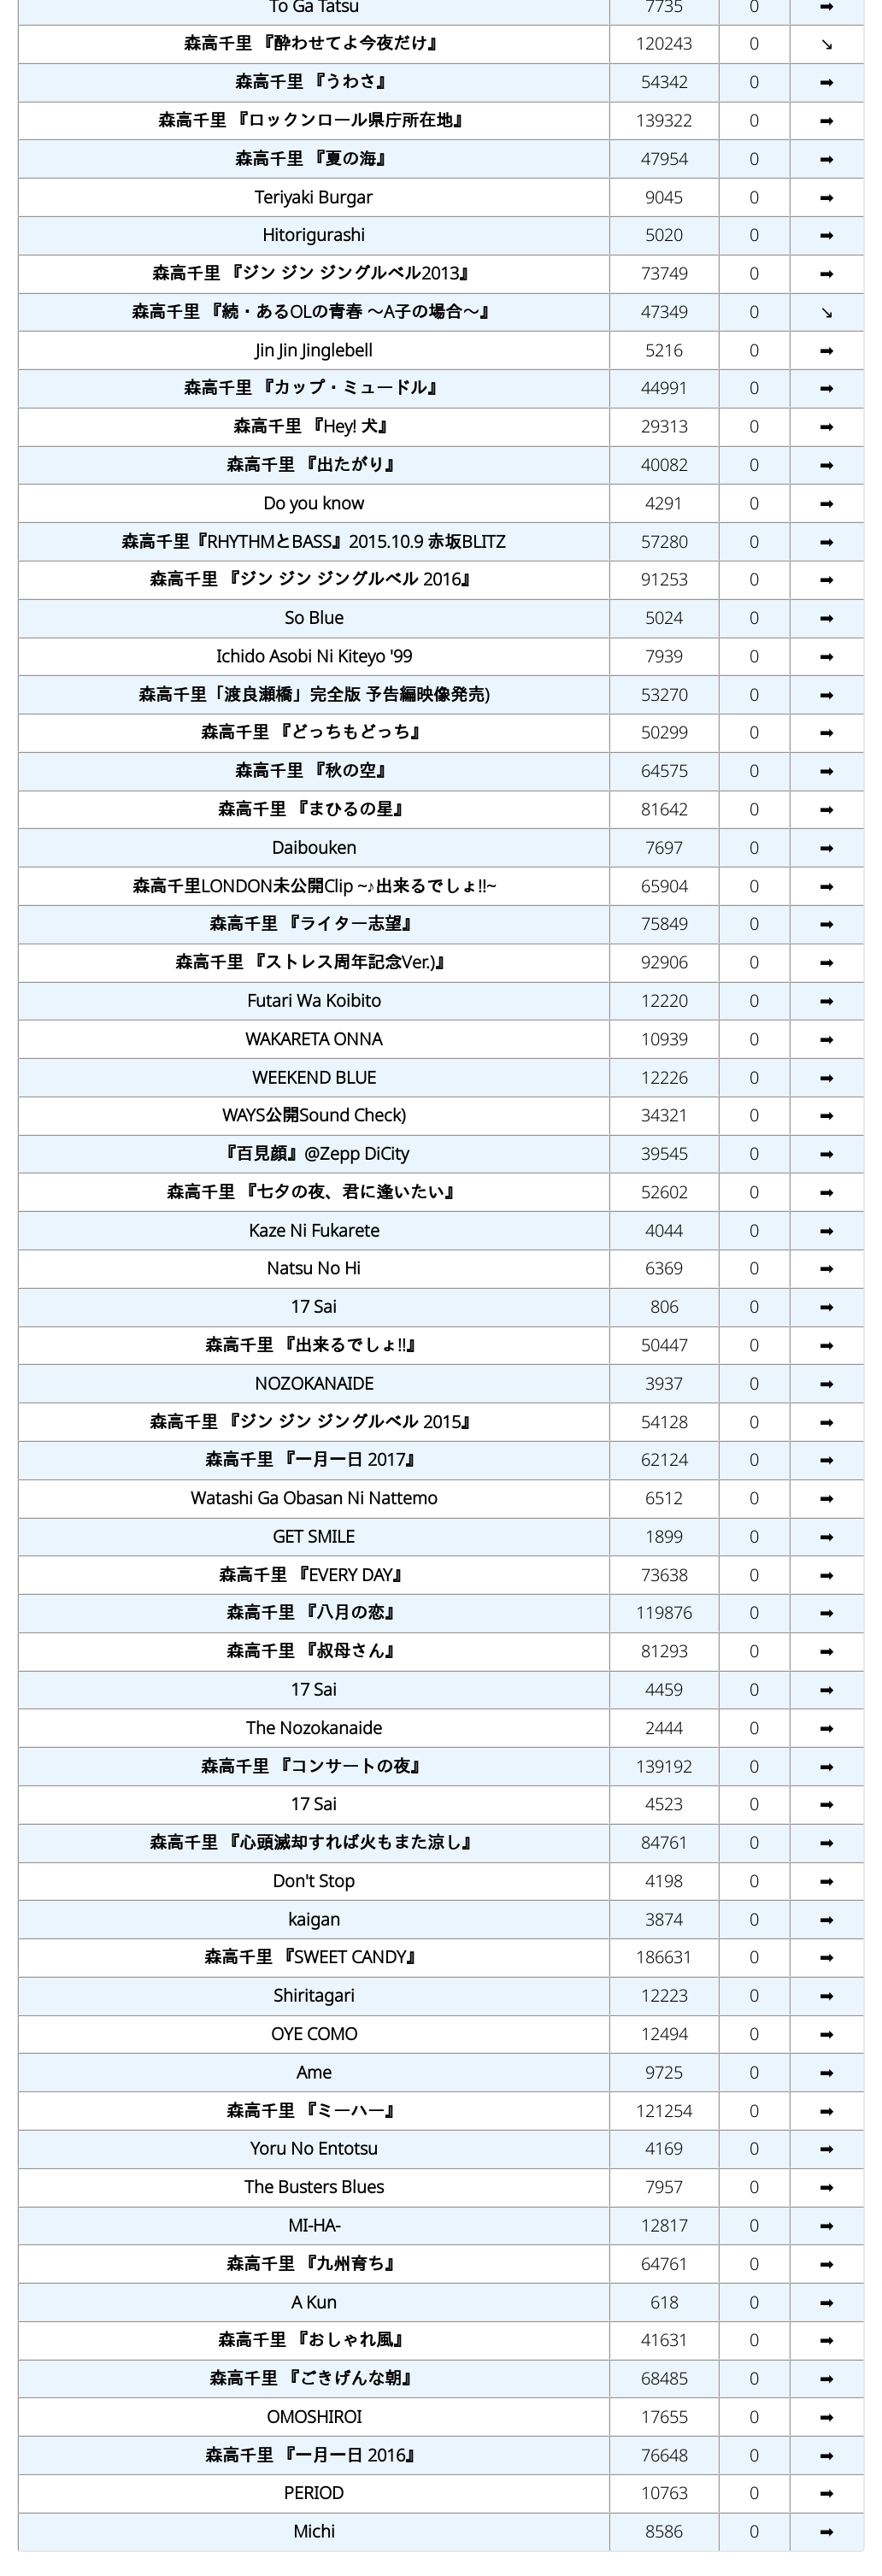 To Ga Tatsu 7735 0 ➡
森高千里 『酔わせてよ今夜だけ』 120243 0 ↘
森高千里 『うわさ』 54342 0 ➡
森高千里 『ロックンロール県庁所在地』 139322 0 ➡
森高千里 『夏の海』 47954 0 ➡
Teriyaki Burgar 9045 0 ➡
Hitorigurashi 5020 0 ➡
森高千里 『ジン ジン ジングルベル2013』 73749 0 ➡
森高千里 『続・あるOLの青春 〜A子の場合〜』 47349 0 ↘
Jin Jin Jinglebell 5216 0 ➡
森高千里 『カップ・ミュードル』 44991 0 ➡
森高千里 『Hey! 犬』 29313 0 ➡
森高千里 『出たがり』 40082 0 ➡
Do you know 4291 0 ➡
森高千里『RHYTHMとBASS』2015.10.9 赤坂BLITZ 57280 0 ➡
森高千里 『ジン ジン ジングルベル 2016』 91253 0 ➡
So Blue 5024 0 ➡
Ichido Asobi Ni Kiteyo '99 7939 0 ➡
森高千里「渡良瀬橋」完全版 予告編映像発売) 53270 0 ➡
森高千里 『どっちもどっち』 50299 0 ➡
森高千里 『秋の空』 64575 0 ➡
森高千里 『まひるの星』 81642 0 ➡
Daibouken 7697 0 ➡
森高千里LONDON未公開Clip ~♪出来るでしょ!!~ 65904 0 ➡
森高千里 『ライター志望』 75849 0 ➡
森高千里 『ストレス周年記念Ver.)』 92906 0 ➡
Futari Wa Koibito 12220 0 ➡
WAKARETA ONNA 10939 0 ➡
WEEKEND BLUE 12226 0 ➡
WAYS公開Sound Check) 34321 0 ➡
『百見顔』@Zepp DiCity 39545 0 ➡
森高千里 『七夕の夜、君に逢いたい』 52602 0 ➡
Kaze Ni Fukarete 4044 0 ➡
Natsu No Hi 6369 0 ➡
17 Sai 806 0 ➡
森高千里 『出来るでしょ!!』 50447 0 ➡
NOZOKANAIDE 3937 0 ➡
森高千里 『ジン ジン ジングルベル 2015』 54128 0 ➡
森高千里 『一月一日 2017』 62124 0 ➡
Watashi Ga Obasan Ni Nattemo 6512 0 ➡
GET SMILE 1899 0 ➡
森高千里 『EVERY DAY』 73638 0 ➡
森高千里 『八月の恋』 119876 0 ➡
森高千里 『叔母さん』 81293 0 ➡
17 Sai 4459 0 ➡
The Nozokanaide 2444 0 ➡
森高千里 『コンサートの夜』 139192 0 ➡
17 Sai 4523 0 ➡
森高千里 『心頭滅却すれば火もまた涼し』 84761 0 ➡
Don't Stop 4198 0 ➡
kaigan 3874 0 ➡
森高千里 『SWEET CANDY』 186631 0 ➡
Shiritagari 12223 0 ➡
OYE COMO 12494 0 ➡
Ame 9725 0 ➡
森高千里 『ミーハー』 121254 0 ➡
Yoru No Entotsu 4169 0 ➡
The Busters Blues 7957 0 ➡
MI-HA- 12817 0 ➡
森高千里 『九州育ち』 64761 0 ➡
A Kun 618 0 ➡
森高千里 『おしゃれ風』 41631 0 ➡
森高千里 『ごきげんな朝』 68485 0 ➡
OMOSHIROI 17655 0 ➡
森高千里 『一月一日 2016』 76648 0 ➡
PERIOD 10763 0 ➡
Michi 8586 0 ➡